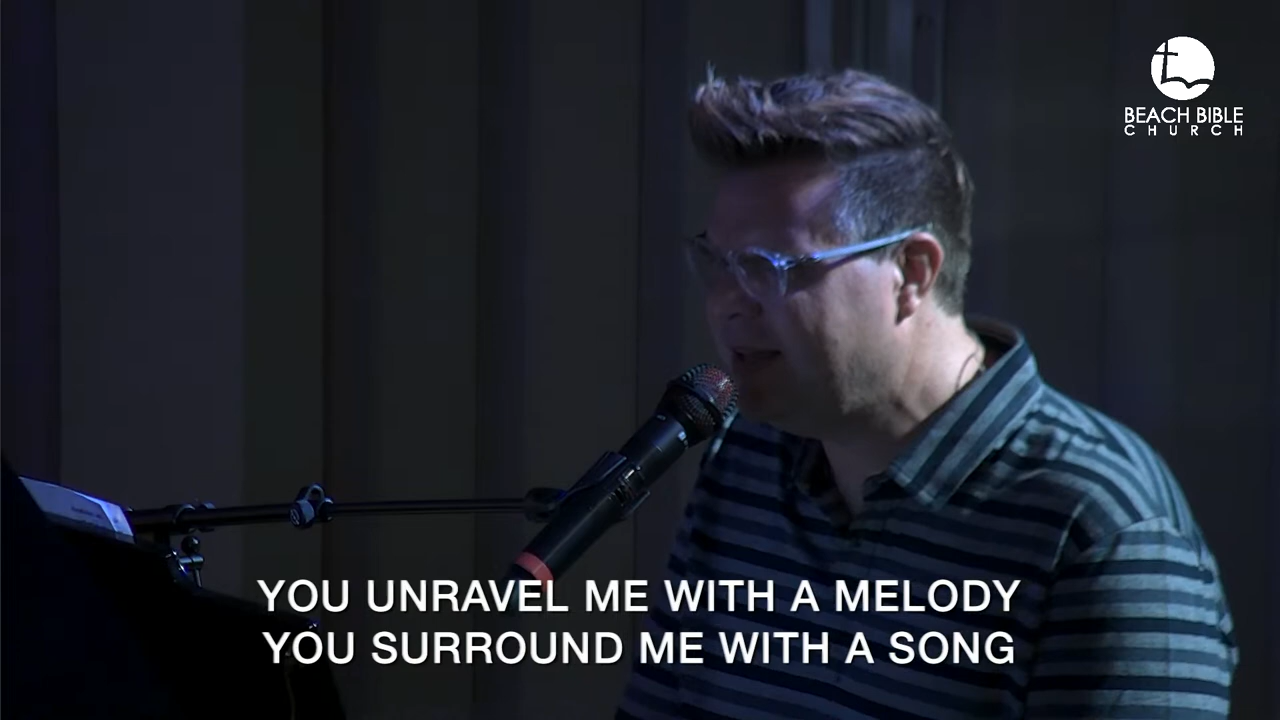 BEACH BIBLE
CHURCH
YOU UNRAVEL ME WITH A MELODY
YOU SURROUND ME WITH A SONG